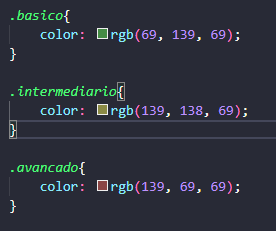 .basico{
    color: rgb(69, 139, 69);
}

.intermediario{
    color: rgb(139, 138, 69);
}

.avancado{
    color: rgb(139, 69, 69);
}